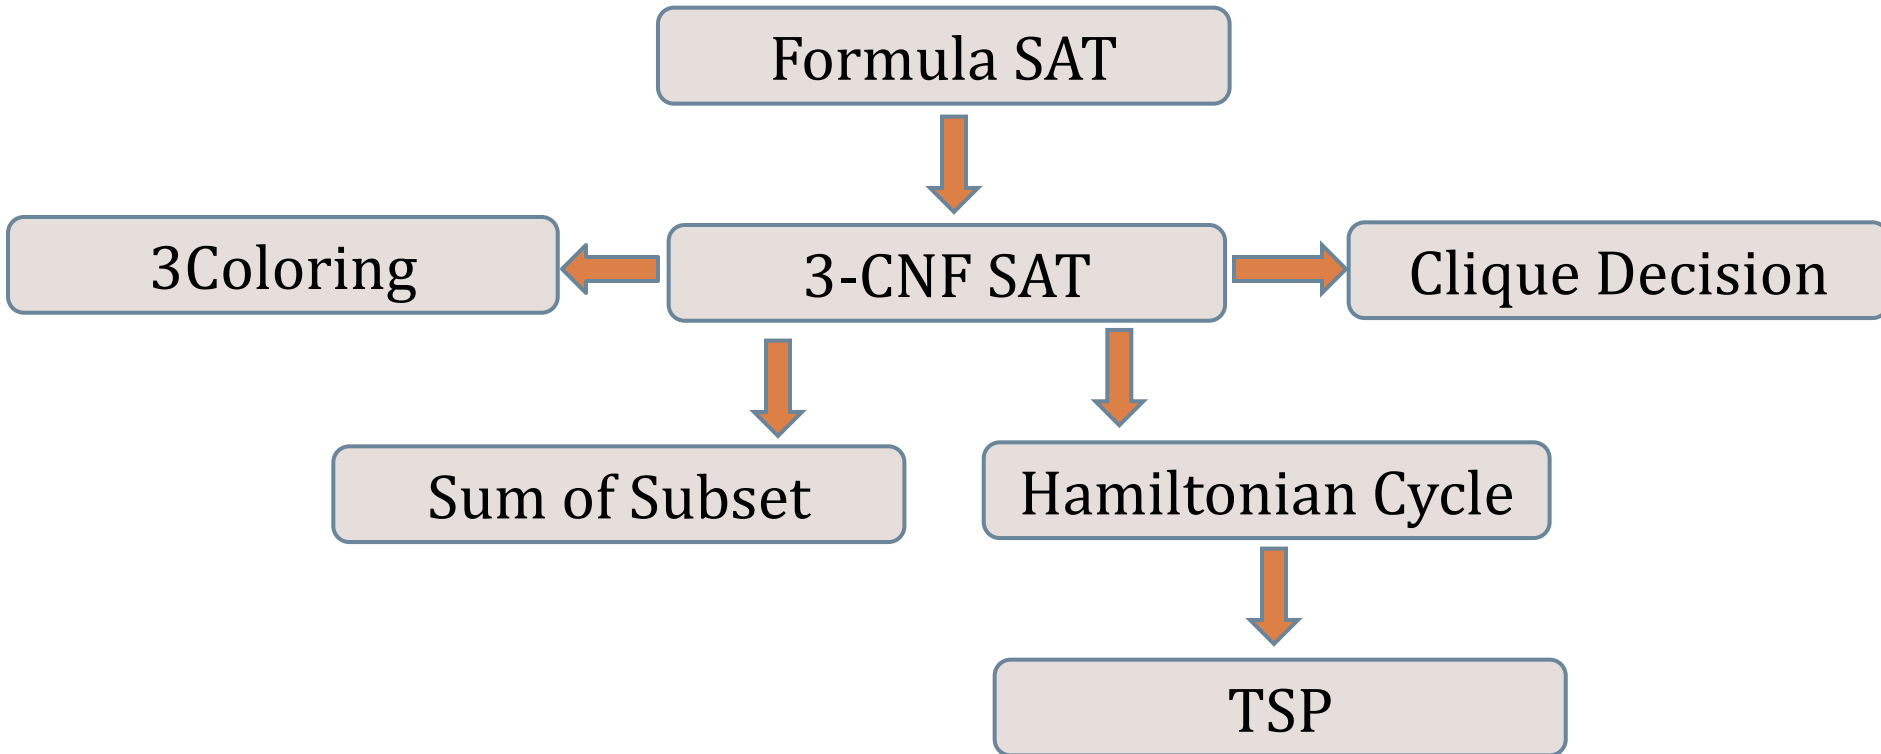 Formula SAT
3Coloring
3-CNF SAT
Clique Decision
Sum of Subset
Hamiltonian Cycle
TSP